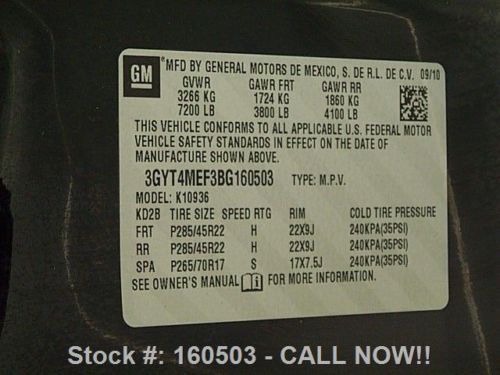 GM
MFD BY GENERAL MOTORS DE MEXICO, S. DE R.L. DE C.V. 09/10
GVWR GAWR FRT GAWR RR
3266 KG 1724 KG 1860 KG
7200 LB 3800 LB 4100 LB
THIS VEHICLE CONFORMS TO ALL APPLICABLE U.S. FEDERAL MOTOR
VEHICLE SAFETY STANDARDS IN EFFECT ON THE DATE OF
MANUFACTURE SHOWN ABOVE.
3GYT4MEF3BG160503 TYPE: M.P.V.
MODEL: K10936
KD2B TIRE SIZE SPEED RTG RIM COLD TIRE PRESSURE
FRT P285/45R22 H 22X9J 240KPA(35PSI)
RR P285/45R22 H 22X9J 240KPA(35PSI)
SPA P265/70R17 S 17X7.5J 240KPA(35PSI)
SEE OWNER'S MANUAL i FOR MORE INFORMATION.
Stock #: 160503 - CALL NOW!!